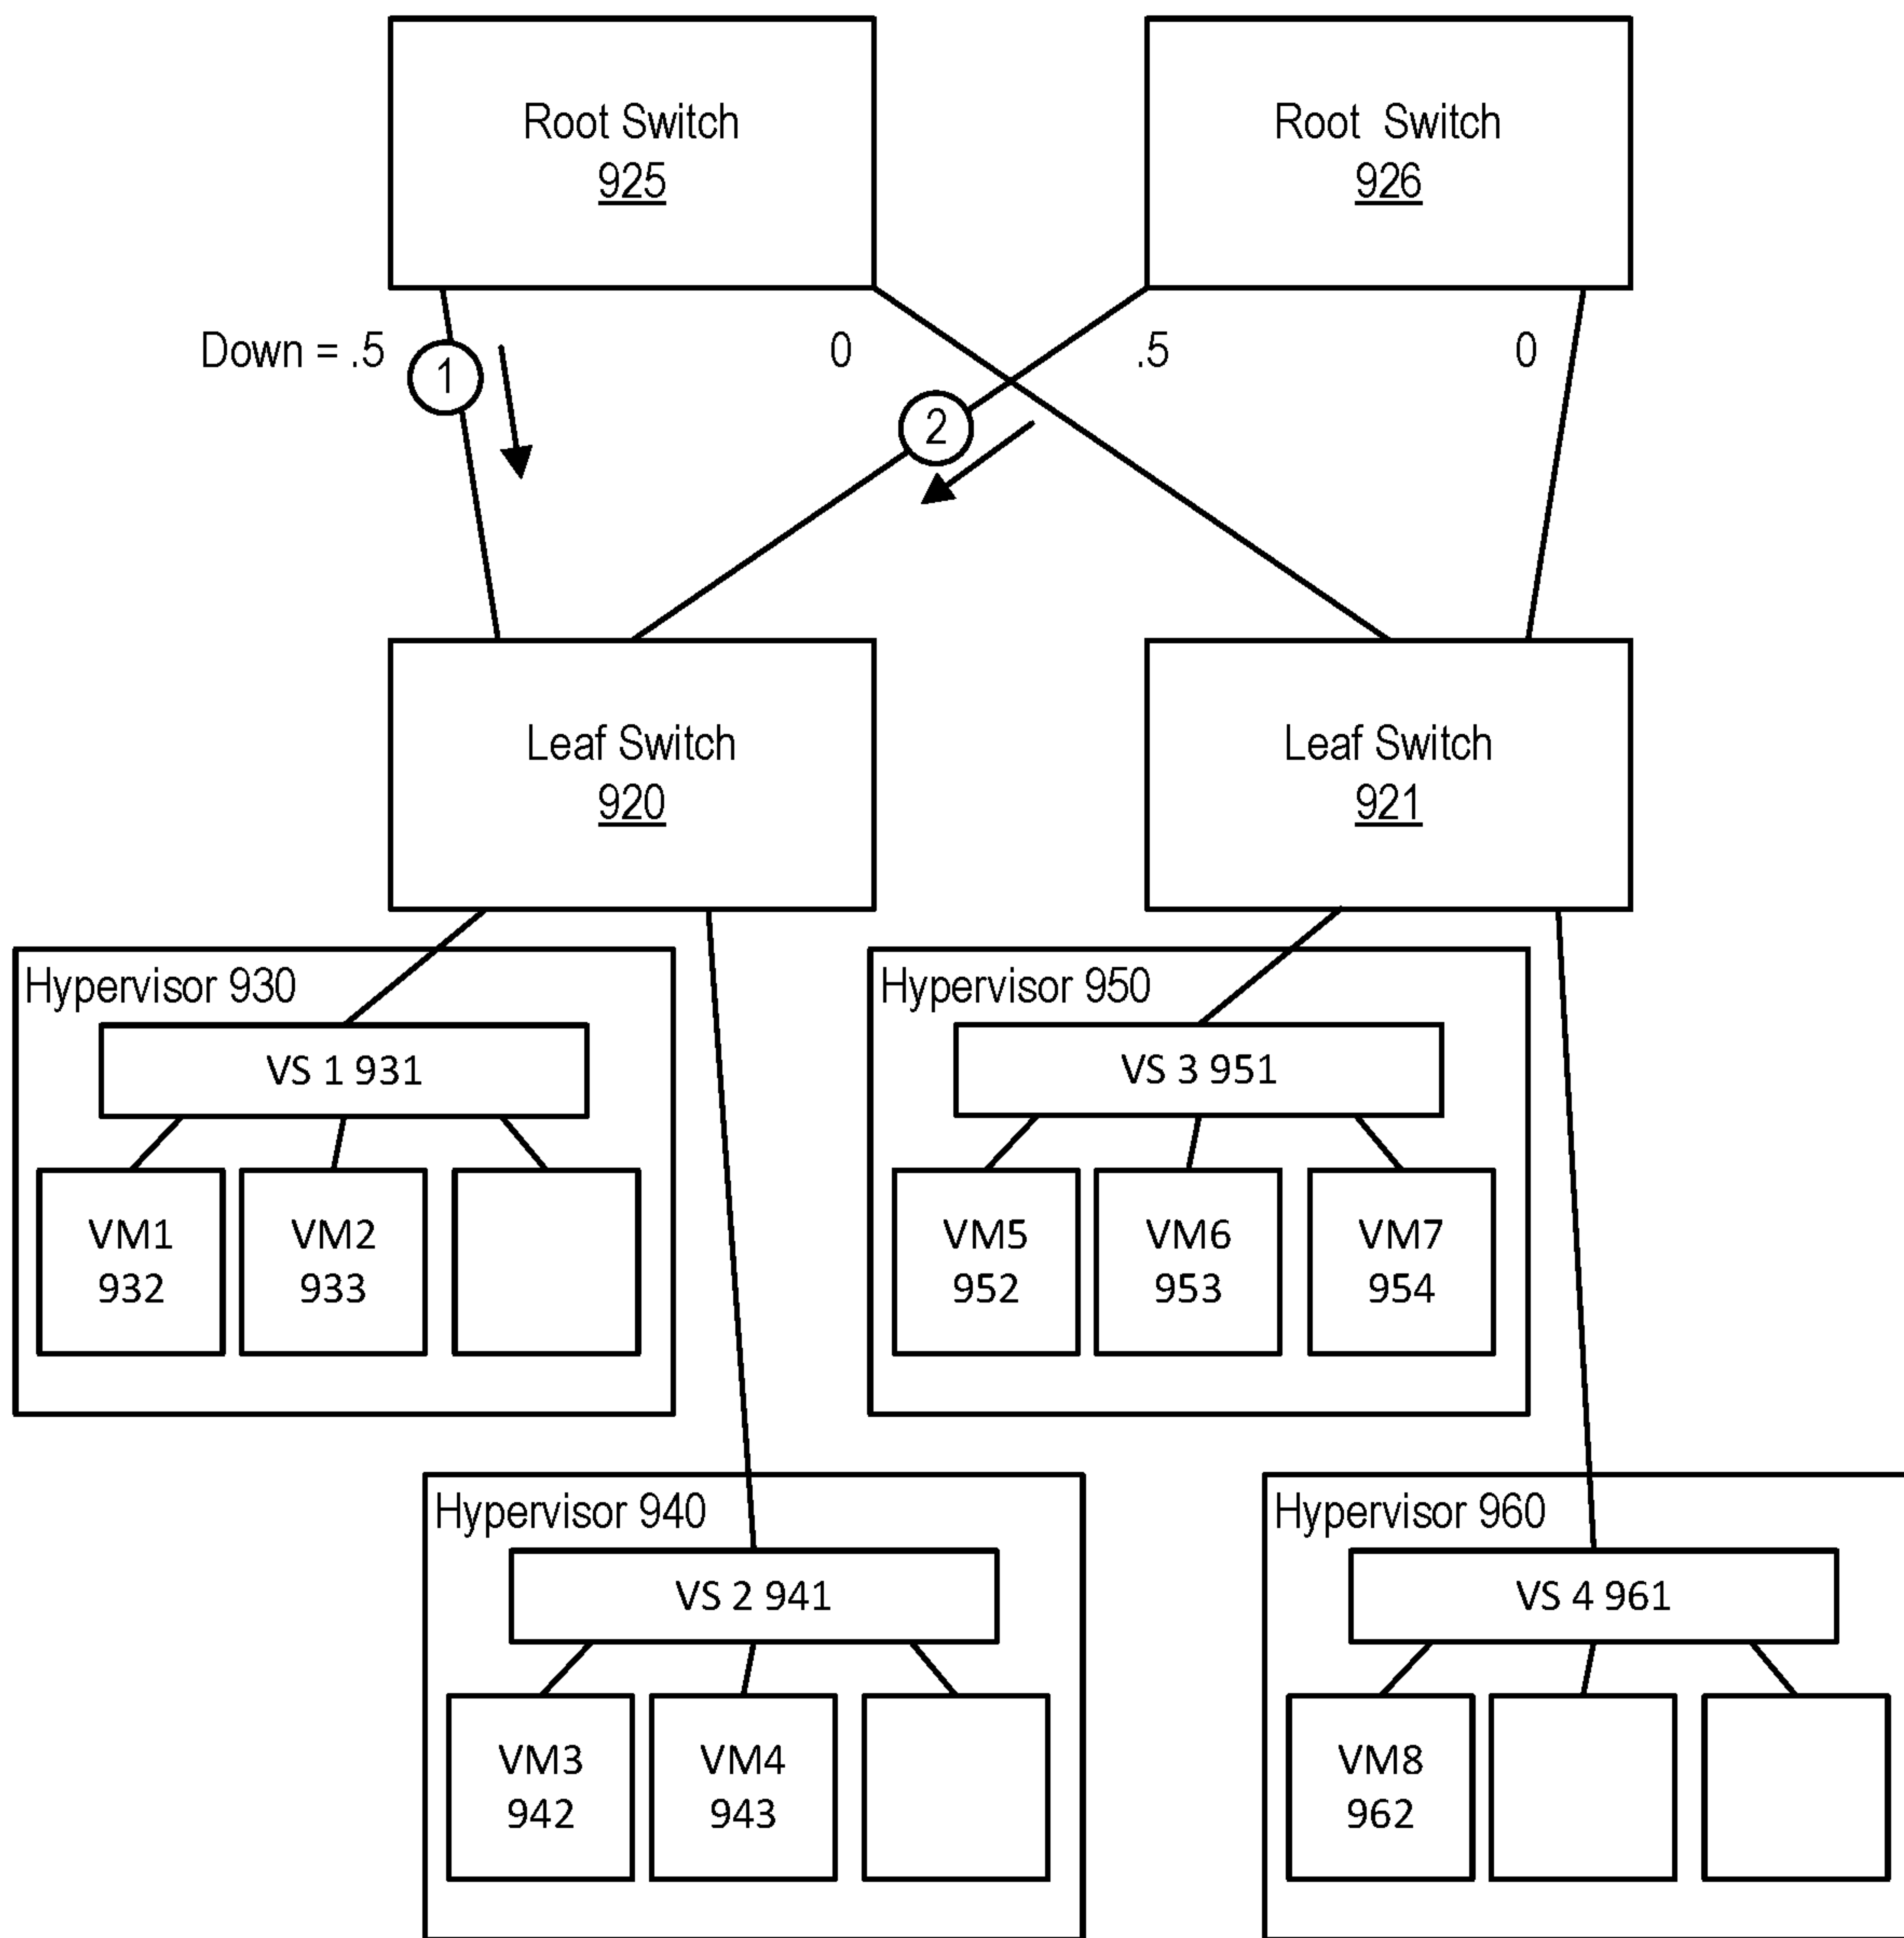 Root Switch
925
Root Switch
926
Down = .5
0
.5
0
1
2
Leaf Switch
920
Leaf Switch
921
Hypervisor 930
VS 1 931
VM1
932
VM2
933
Hypervisor 950
VS 3 951
VM5
952
VM6
953
VM7
954
Hypervisor 940
VS 2 941
VM3
942
VM4
943
Hypervisor 960
VS 4 961
VM8
962